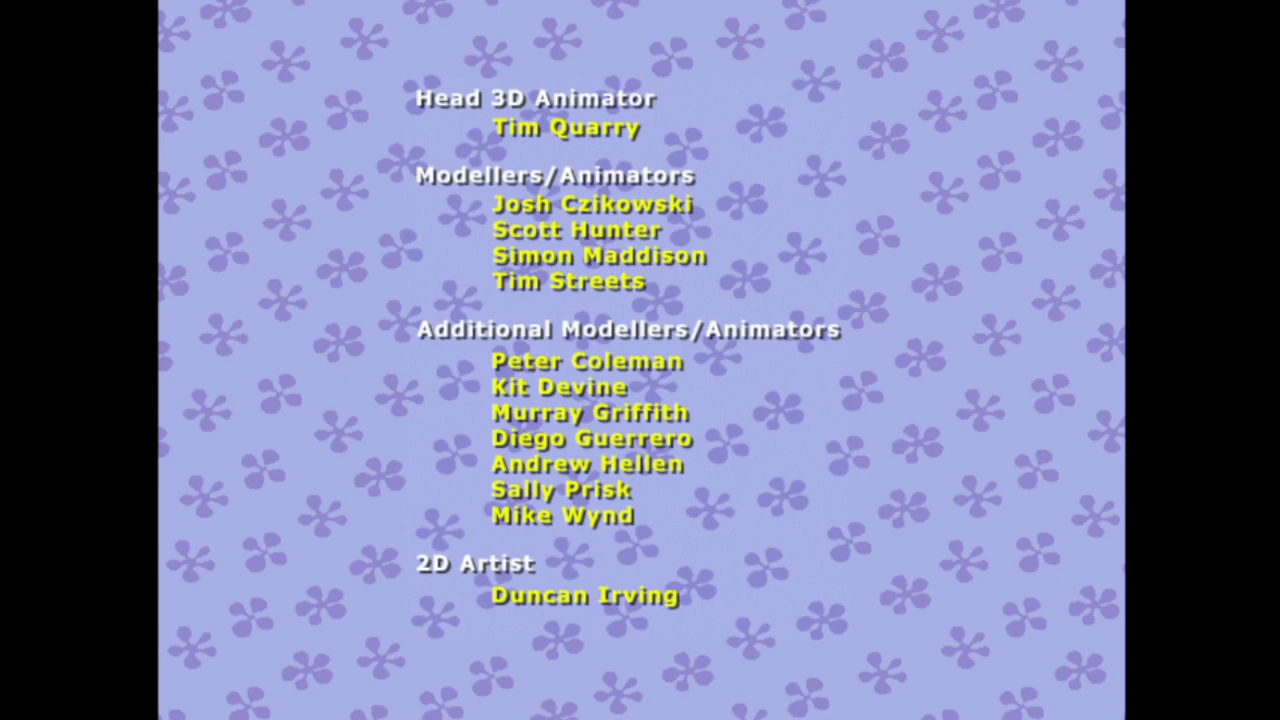 Head 3D Animator
Tim Quarry
Modellers/Animators
Josh Czikowski
Scott Hunter
Simon Maddison
Tim Streets
Additional Modellers/Animators
Peter Coleman
Kit Devine
Murray Griffith
Diego Guerrero
Andrew Hellen
Sally Prisk
Mike Wynd
2D Artist
Duncan Irving